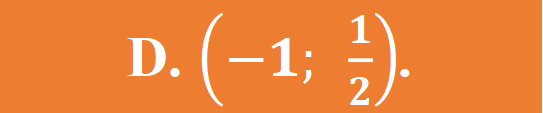 D. (−1; 1/2).